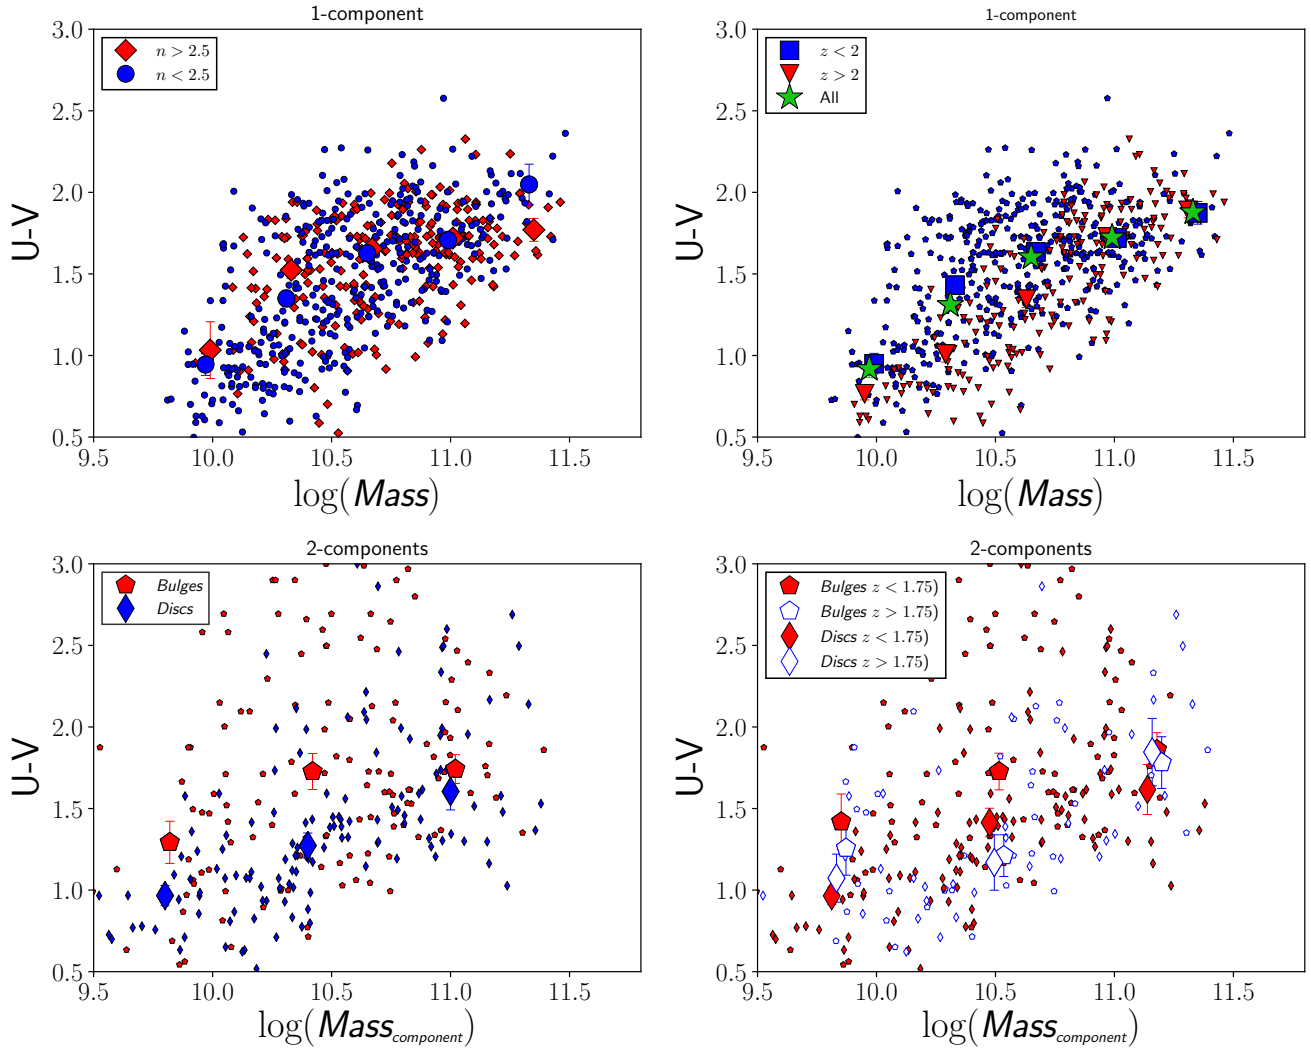 1-component
3.0
2.5
2.0
1.5
1.0
0.5
U-V
n > 2.5
n < 2.5
9.5 10.0 10.5 11.0 11.5
log(Mass)
1-component
3.0
2.5
2.0
1.5
1.0
0.5
U-V
z < 2
z > 2
All
9.5 10.0 10.5 11.0 11.5
log(Mass)
2-components
3.0
2.5
2.0
1.5
1.0
0.5
U-V
Bulges
Discs
9.5 10.0 10.5 11.0 11.5
log(Mass component)
2-components
3.0
2.5
2.0
1.5
1.0
0.5
U-V
Bulges z < 1.75)
Bulges z > 1.75)
Discs z < 1.75)
Discs z > 1.75)
9.5 10.0 10.5 11.0 11.5
log(Mass component)